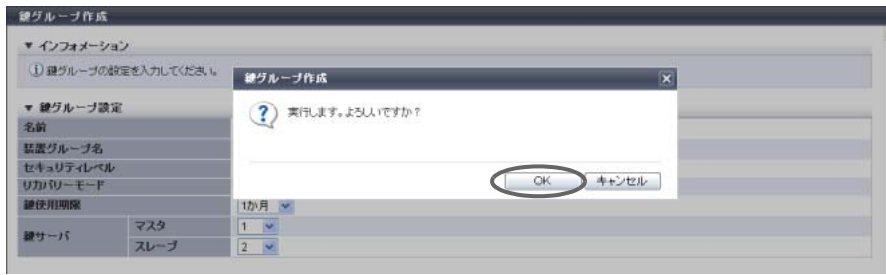 鍵グループ作成
▼ インフォメーション
鍵グループの設定を入力してください。
鍵グループ作成
実行します。よろしいですか?
OK キャンセル
▼ 鍵グループ設定
名前
装置グループ名
セキュリティレベル
リカバリーモード
鍵使用期限 1か月
鍵サーバ マスタ 1
スレーブ 2